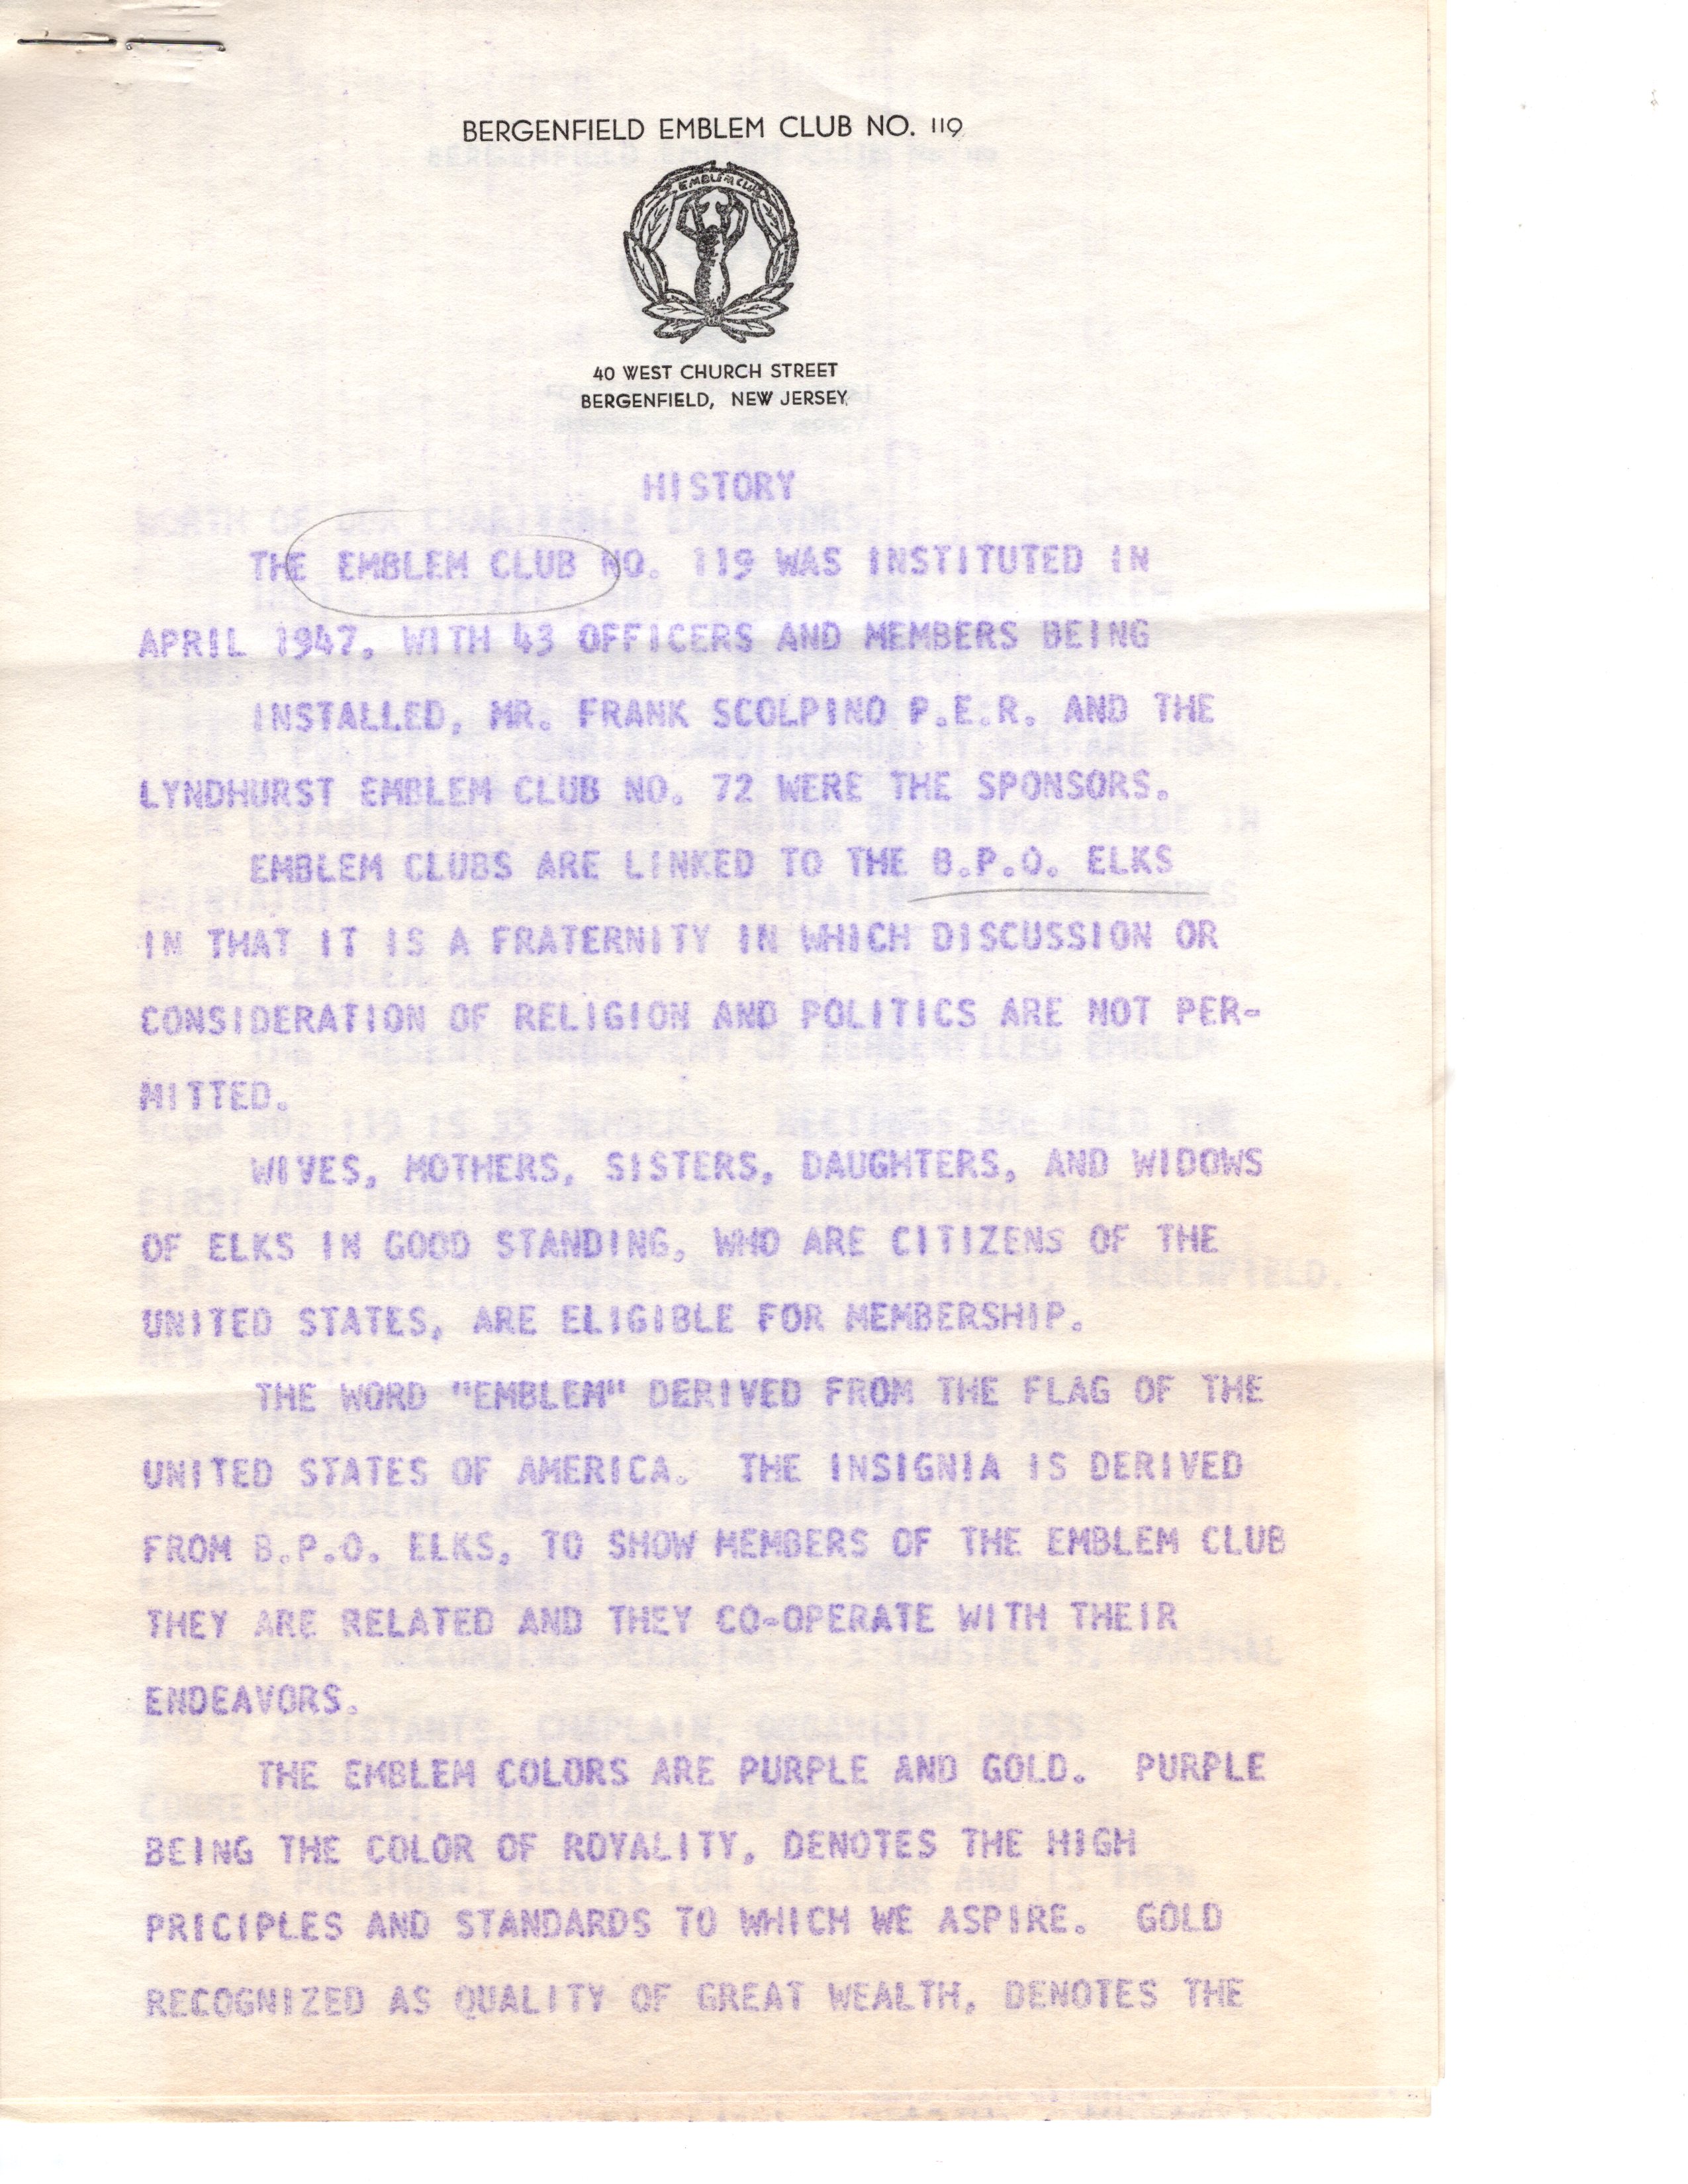 BERGENFIELD EMBLEM CLUB NO. 119
EMBLEM CLUB
40 WEST CHURCH STREET
BERGENFIELD, NEW JERSEY
HISTORY
THE EMBLEM CLUB NO. 119 WAS INSTITUTED IN
APRIL 1947, WITH 43 OFFICERS AND MEMBERS BEING
INSTALLED, MR. FRANK SCOLPINO P.E.R. AND THE
LYNDHURST EMBLEM CLUB NO. 72 WERE THE SPONSORS.
EMBLEM CLUBS ARE LINKED TO THE B.P.O. ELKS
IN THAT IT IS A FRATERNITY IN WHICH DISCUSSION OR
CONSIDERATION OF RELIGION AND POLITICS ARE NOT PER-
MITTED.
WIVES, MOTHERS, SISTERS, DAUGHTERS, AND WIDOWS
OF ELKS IN GOOD STANDING, WHO ARE CITIZENS OF THE
UNITED STATES, ARE ELIGIBLE FOR MEMBERSHIP.
THE WORD "EMBLEM" DERIVED FROM THE FLAG OF THE
UNITED STATES OF AMERICA. THE INSIGNIA IS DERIVED
FROM B.P.O. ELKS, TO SHOW MEMBERS OF THE EMBLEM CLUB
THEY ARE RELATED AND THEY CO-OPERATE WITH THEIR
ENDEAVORS.
THE EMBLEM COLORS ARE PURPLE AND GOLD. PURPLE
BEING THE COLOR OF ROYALITY, DENOTES THE HIGH
PRICIPLES AND STANDARDS TO WHICH WE ASPIRE. GOLD
RECOGNIZED AS QUALITY OF GREAT WEALTH, DENOTES THE